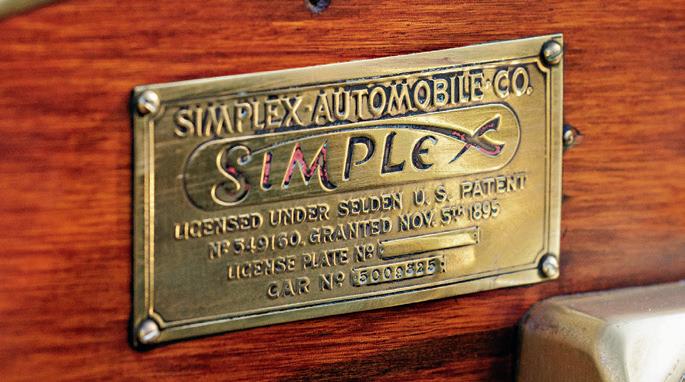 SIMPLEX·AUTOMOBILE·CO.
SIMPLEX
LICENSED UNDER SELDEN U. S. PATENT
Nº 549160, GRANTED NOV. 5TH 1895
LICENSE PLATE Nº
CAR Nº